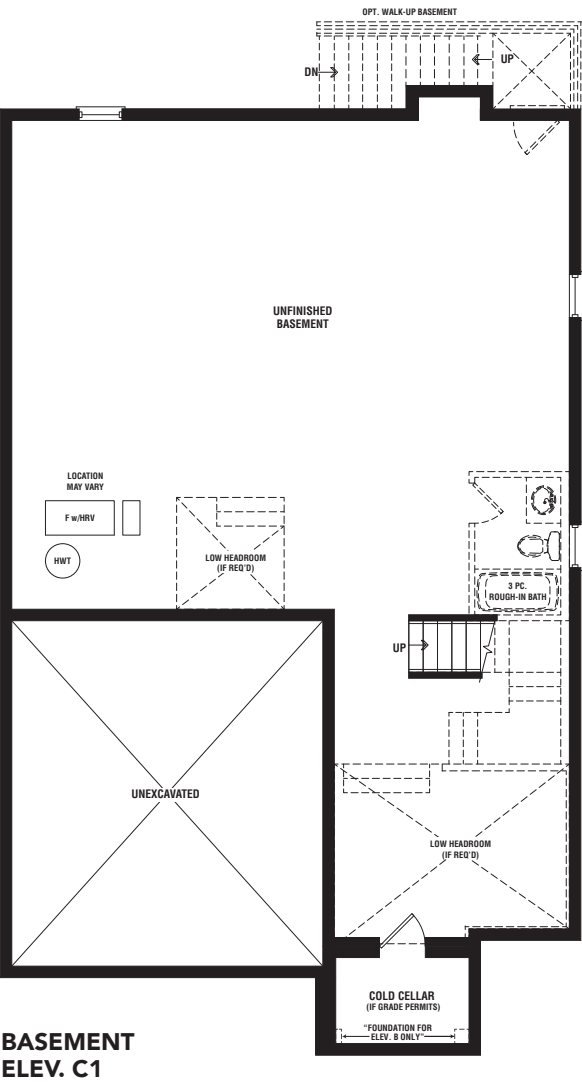 OPT. WALK-UP BASEMENT
UP
DN
UNFINISHED
BASEMENT
LOCATION
MAY VARY
F w/HRV
HWT
LOW HEADROOM
(IF REQ'D)
3 PC.
ROUGH-IN BATH
UP
UNEXCAVATED
LOW HEADROOM
(IF REQ'D)
COLD CELLAR
(IF GRADE PERMITS)
"FOUNDATION FOR
ELEV. B ONLY"
BASEMENT
ELEV. C1